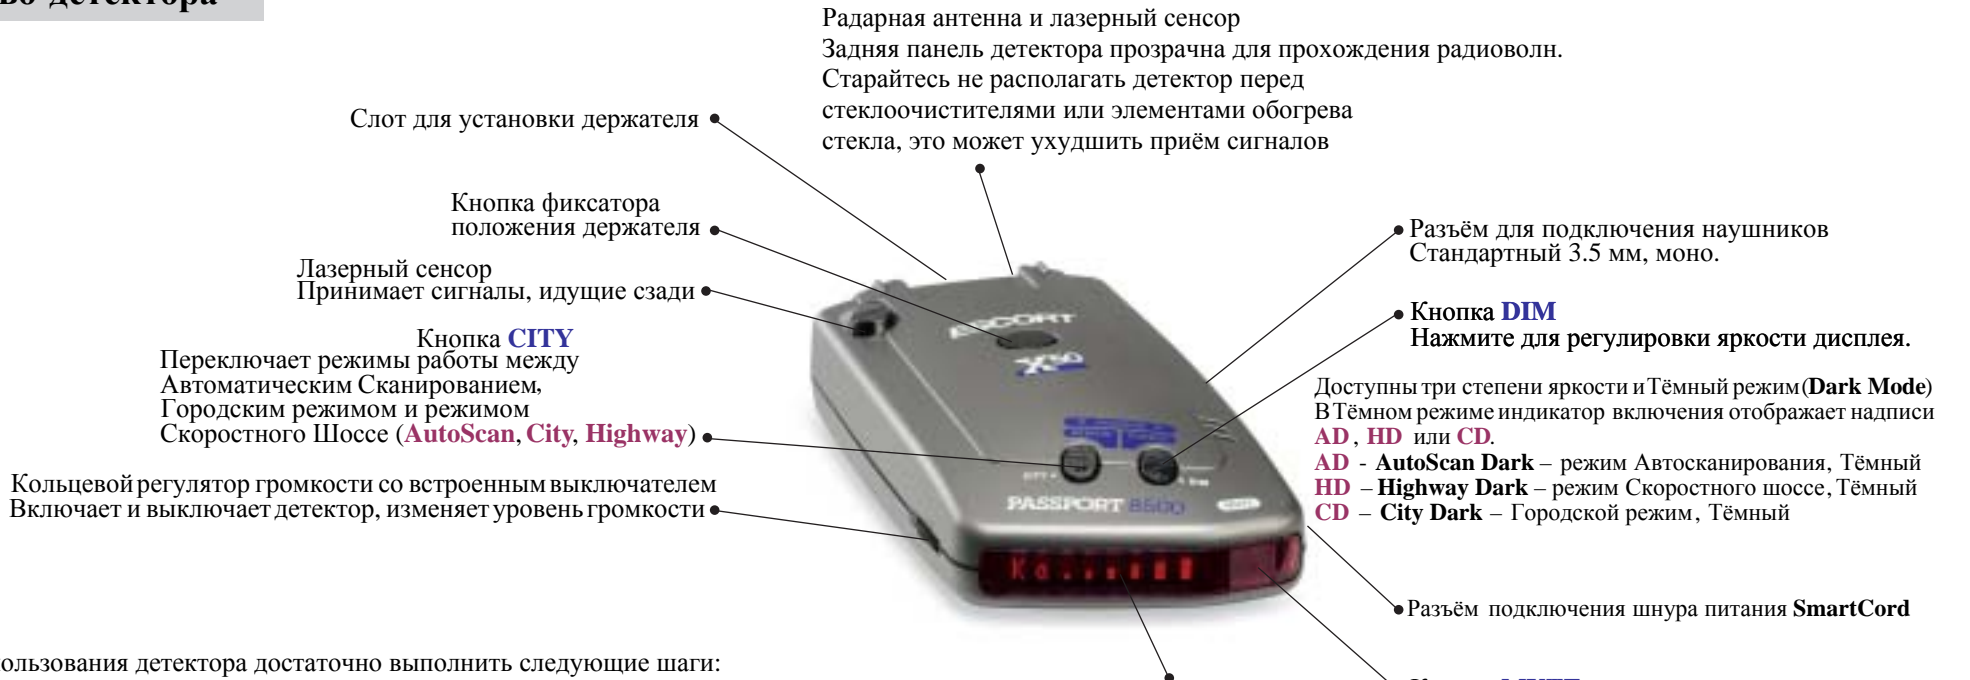 детектора
Радарная антенна и лазерный сенсор
Задняя панель детектора прозрачна для прохождения радиоволн.
Старайтесь не располагать детектор перед
стеклоочистителями или элементами обогрева
стекла, это может ухудшить приём сигналов
Слот для установки держателя
Кнопка фиксатора
положения держателя
Лазерный сенсор
Принимает сигналы, идущие сзади
Кнопка CITY
Переключает режимы работы между
Автоматическим Сканированием,
Городским режимом и режимом
Скоростного Шоссе (AutoScan, City, Highway)
Кольцевой регулятор громкости со встроенным выключателем
Включает и выключает детектор, изменяет уровень громкости
ESCORT
X50
PASSPORT 8500
Ka
Разъём для подключения наушников
Стандартный 3.5 мм, моно.
Кнопка DIM
Нажмите для регулировки яркости дисплея.
Доступны три степени яркости и Тёмный режим (Dark Mode)
В Тёмном режиме индикатор включения отображает надписи
AD, HD или CD.
AD - AutoScan Dark – режим Автосканирования, Тёмный
HD – Highway Dark – режим Скоростного шоссе, Тёмный
CD – City Dark – Городской режим, Тёмный
Разъём подключения шнура питания SmartCord
детектора достаточно выполнить следующие шаги: